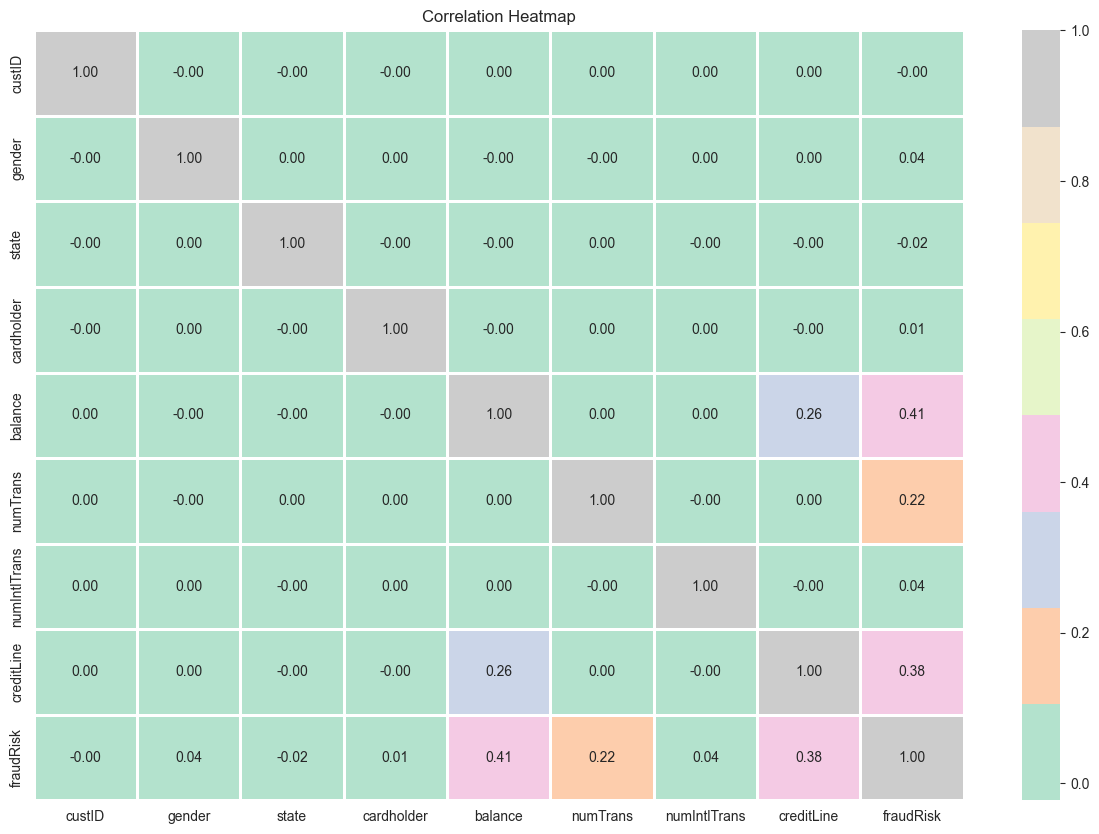 Correlation Heatmap
custID 1.00 -0.00 -0.00 -0.00 0.00 0.00 0.00 0.00 -0.00
gender -0.00 1.00 0.00 0.00 -0.00 -0.00 0.00 0.00 0.04
state -0.00 0.00 1.00 -0.00 -0.00 0.00 -0.00 -0.00 -0.02
cardholder -0.00 0.00 -0.00 1.00 -0.00 0.00 0.00 -0.00 0.01
balance 0.00 -0.00 -0.00 -0.00 1.00 0.00 0.00 0.26 0.41
numTrans 0.00 -0.00 0.00 0.00 0.00 1.00 -0.00 0.00 0.22
numIntlTrans 0.00 0.00 -0.00 0.00 0.00 -0.00 1.00 -0.00 0.04
creditLine 0.00 0.00 -0.00 -0.00 0.26 0.00 -0.00 1.00 0.38
fraudRisk -0.00 0.04 -0.02 0.01 0.41 0.22 0.04 0.38 1.00
custID gender state cardholder balance numTrans numIntlTrans creditLine fraudRisk
1.0
0.8
0.6
0.4
0.2
0.0